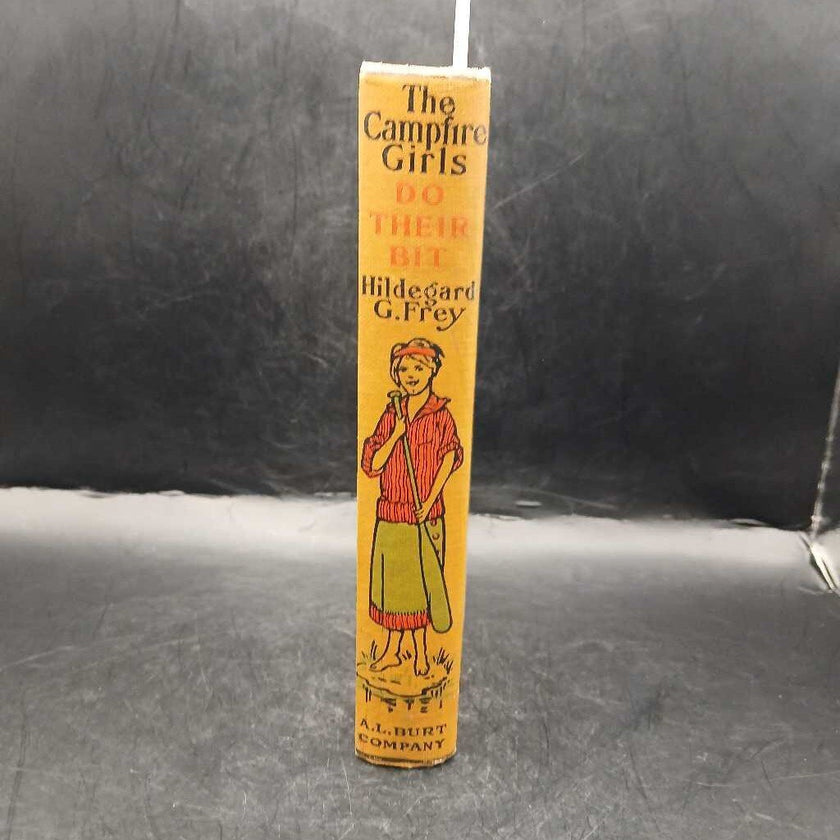 The
Campfire
Girls
DO
THEIR
BIT
Hildegard
G. Frey
A.L. BURT
COMPANY